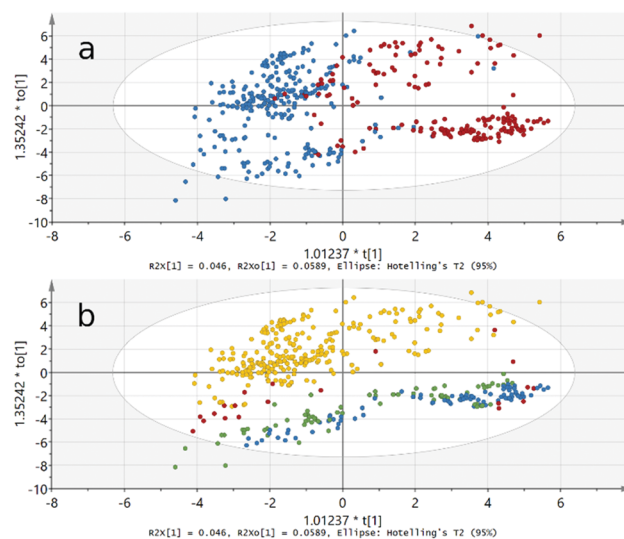 a
6
4
2
0
-2
-4
-6
-8
-10
1.35242 * to[1]
-8 -6 -4 -2 0 2 4 6
1.01237 * t[1]
R2X[1] = 0.046, R2Xo[1] = 0.0589, Ellipse: Hotelling's T2 (95%)
b
6
4
2
0
-2
-4
-6
-8
-10
1.35242 * to[1]
-8 -6 -4 -2 0 2 4 6
1.01237 * t[1]
R2X[1] = 0.046, R2Xo[1] = 0.0589, Ellipse: Hotelling's T2 (95%)